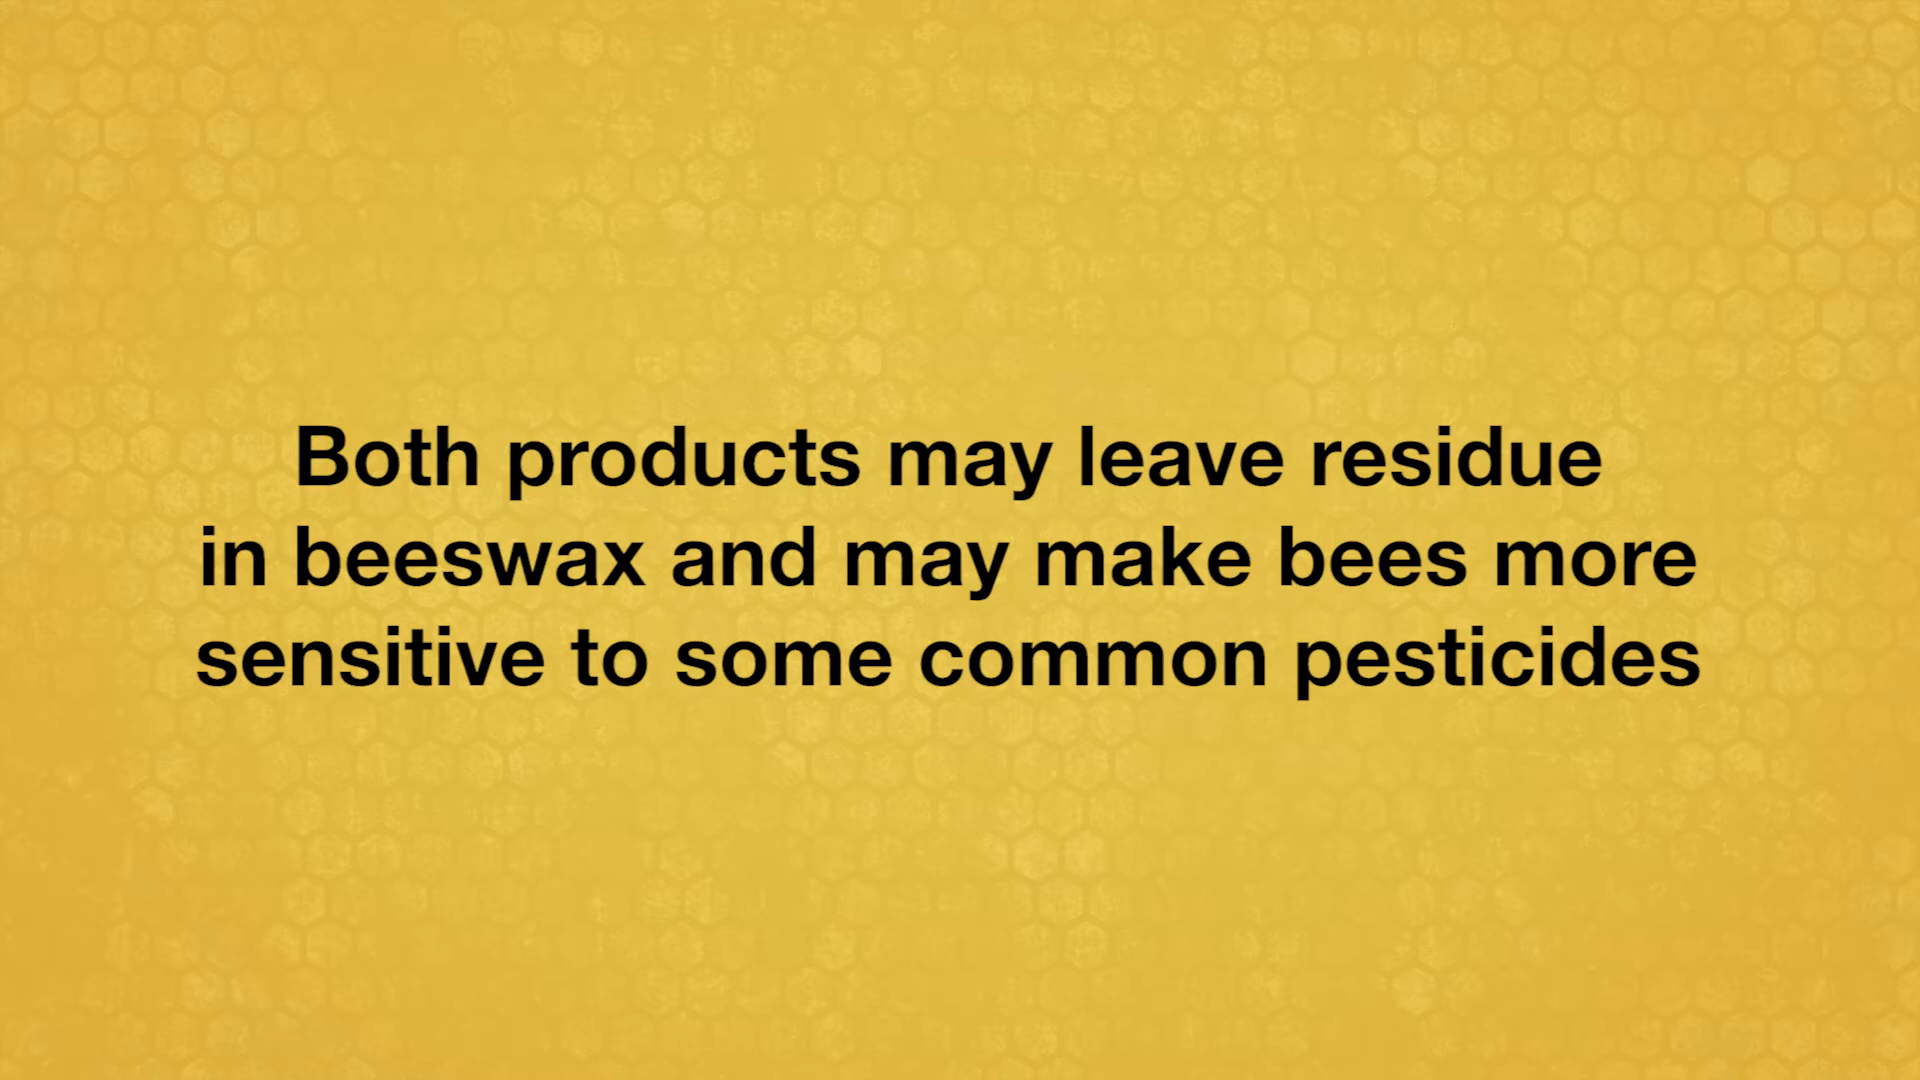 Both products may leave residue
in beeswax and may make bees more
sensitive to some common pesticides